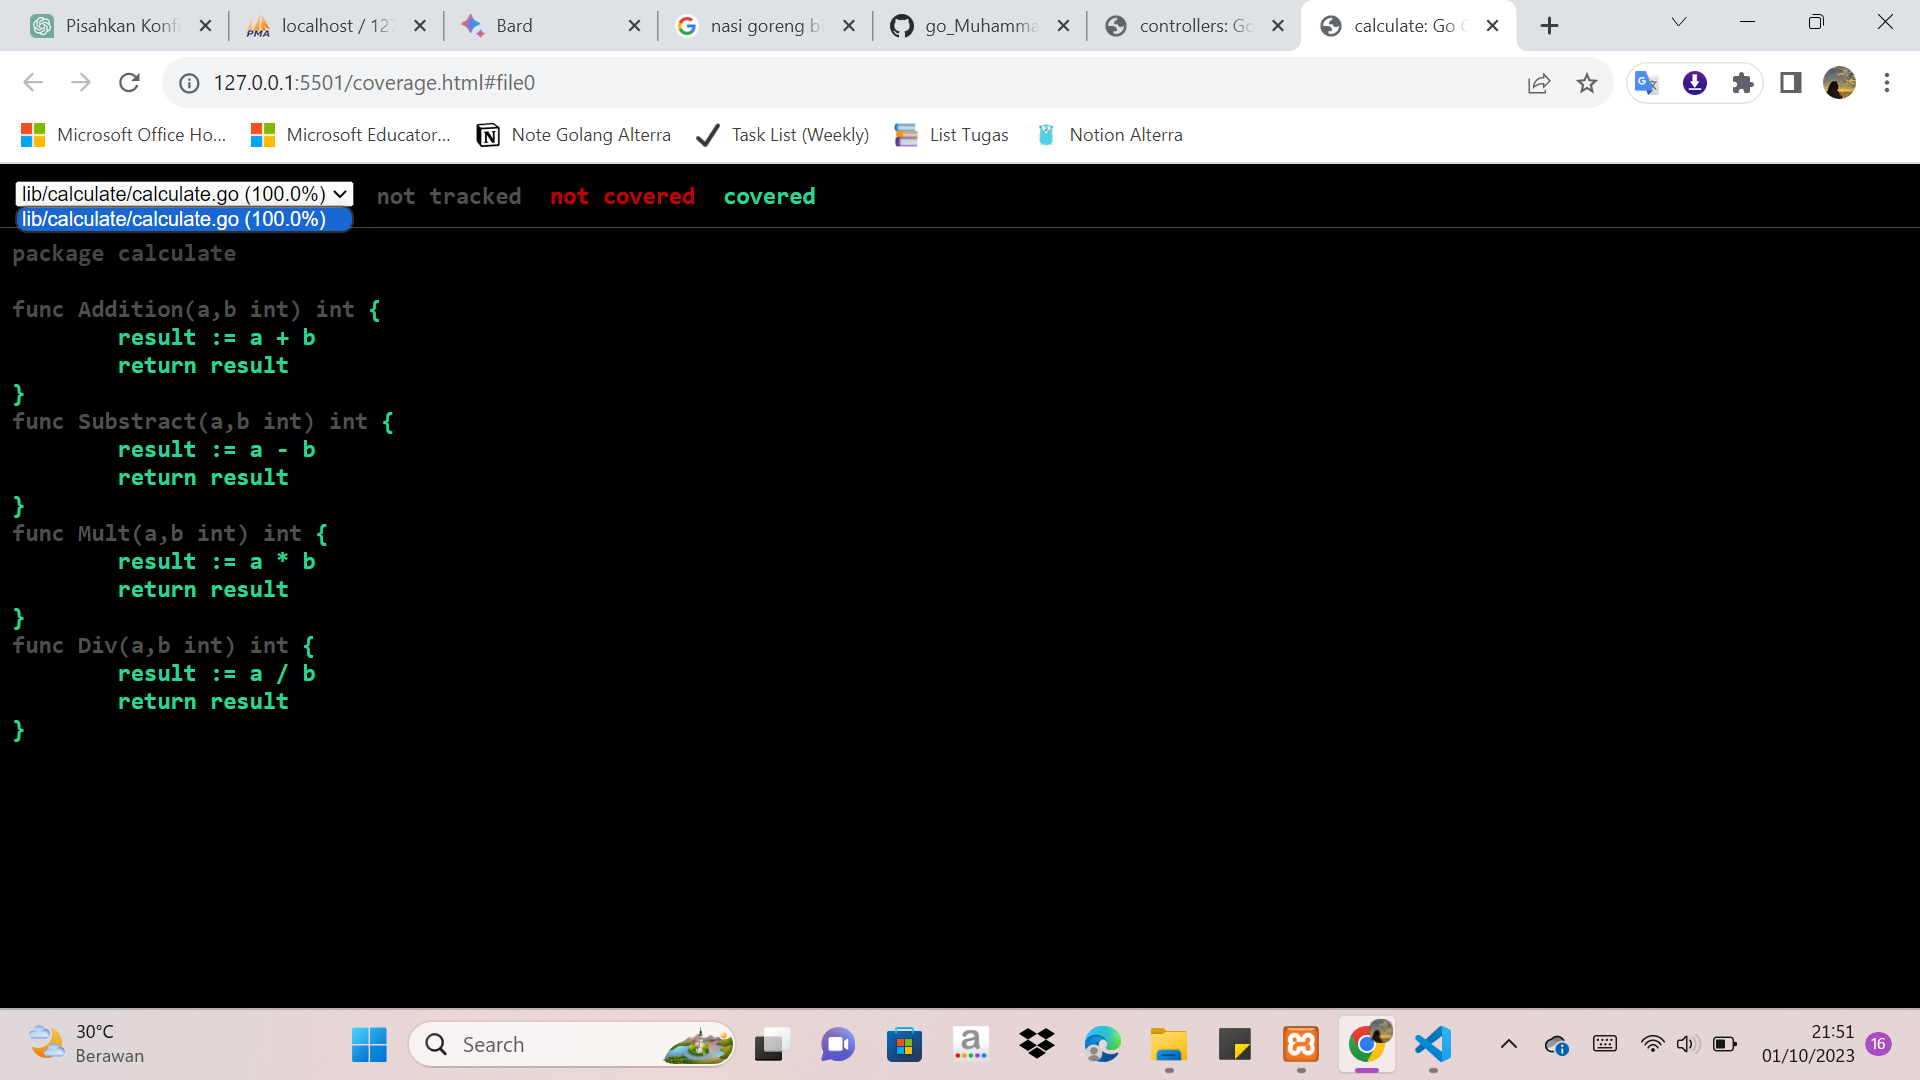 Pisahkan Konfi
localhost / 127
Bard
nasi goreng bi
go_Muhamma
controllers: Go
calculate: Go C
127.0.0.1:5501/coverage.html#file0
Microsoft Office Ho...
Microsoft Educator...
Note Golang Alterra
Task List (Weekly)
List Tugas
Notion Alterra
lib/calculate/calculate.go (100.0%)
not tracked not covered covered
lib/calculate/calculate.go (100.0%)
package calculate
func Addition(a,b int) int {
result := a + b
return result
}
func Substract(a,b int) int {
result := a - b
return result
}
func Mult(a,b int) int {
result := a * b
return result
}
func Div(a,b int) int {
result := a / b
return result
}
30°C
Berawan
Search
21:51
01/10/2023
16